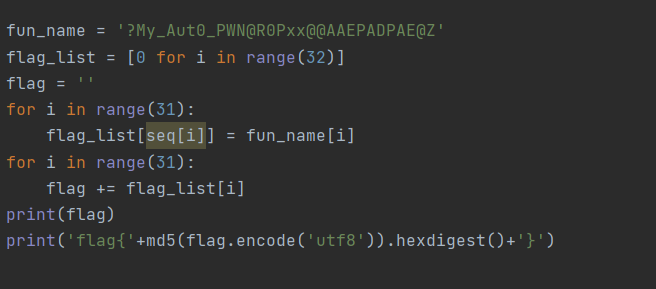 fun_name = '?My_Aut0_PWN@R0Pxx@@AAEPADPAE@Z'
flag_list = [0 for i in range(32)]
flag = ''
for i in range(31):
    flag_list[seq[i]] = fun_name[i]
for i in range(31):
    flag += flag_list[i]
print(flag)
print('flag{'+md5(flag.encode('utf8')).hexdigest()+'}')